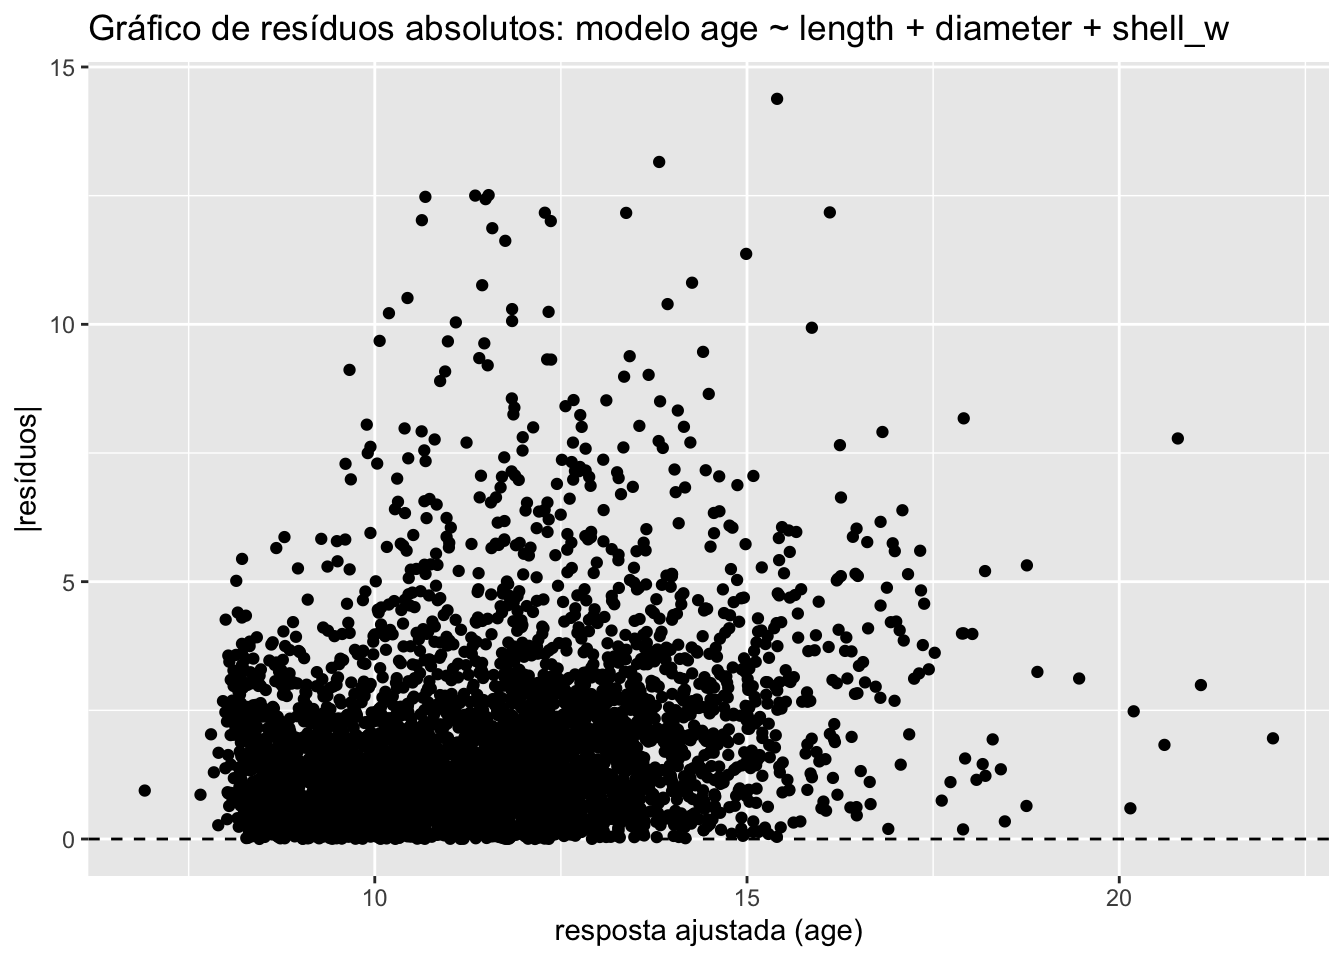 Gráfico de resíduos absolutos: modelo age ~ length + diameter + shell_w
15
10
5
0
|resíduos|
10 15 20
resposta ajustada (age)